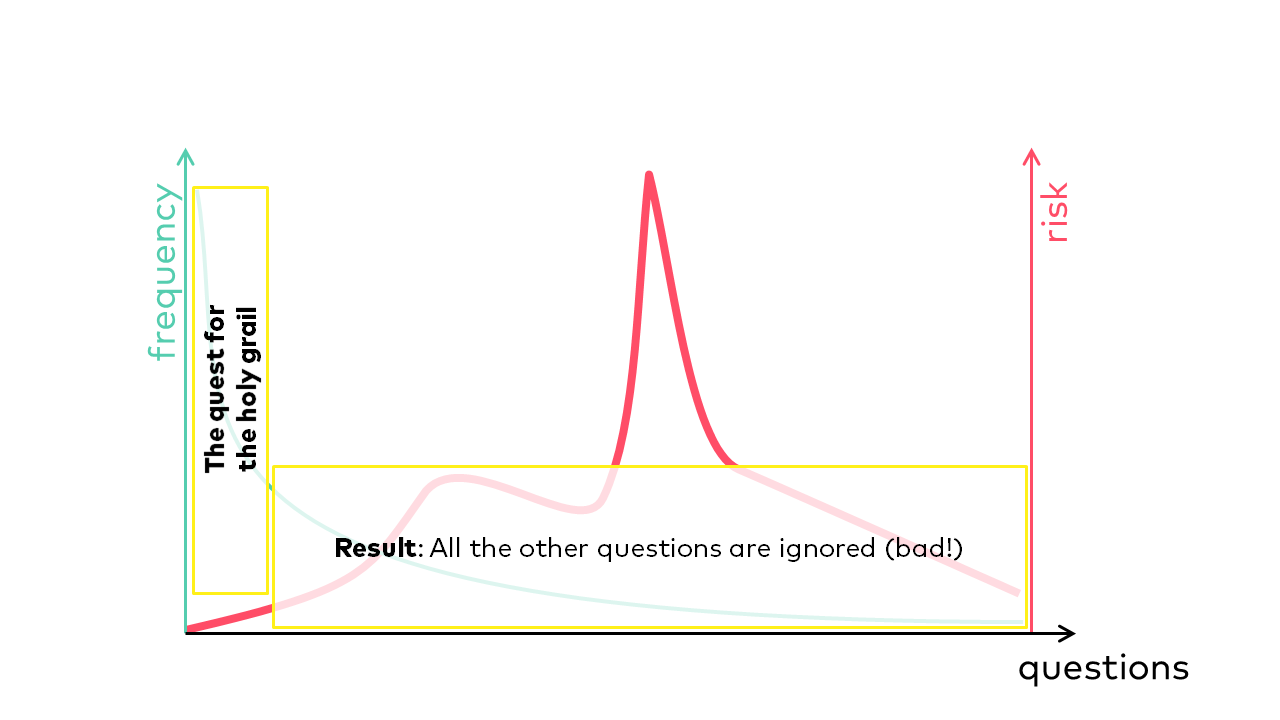 frequency
The quest for
the holy grail
risk
Result: All the other questions are ignored (bad!)
questions